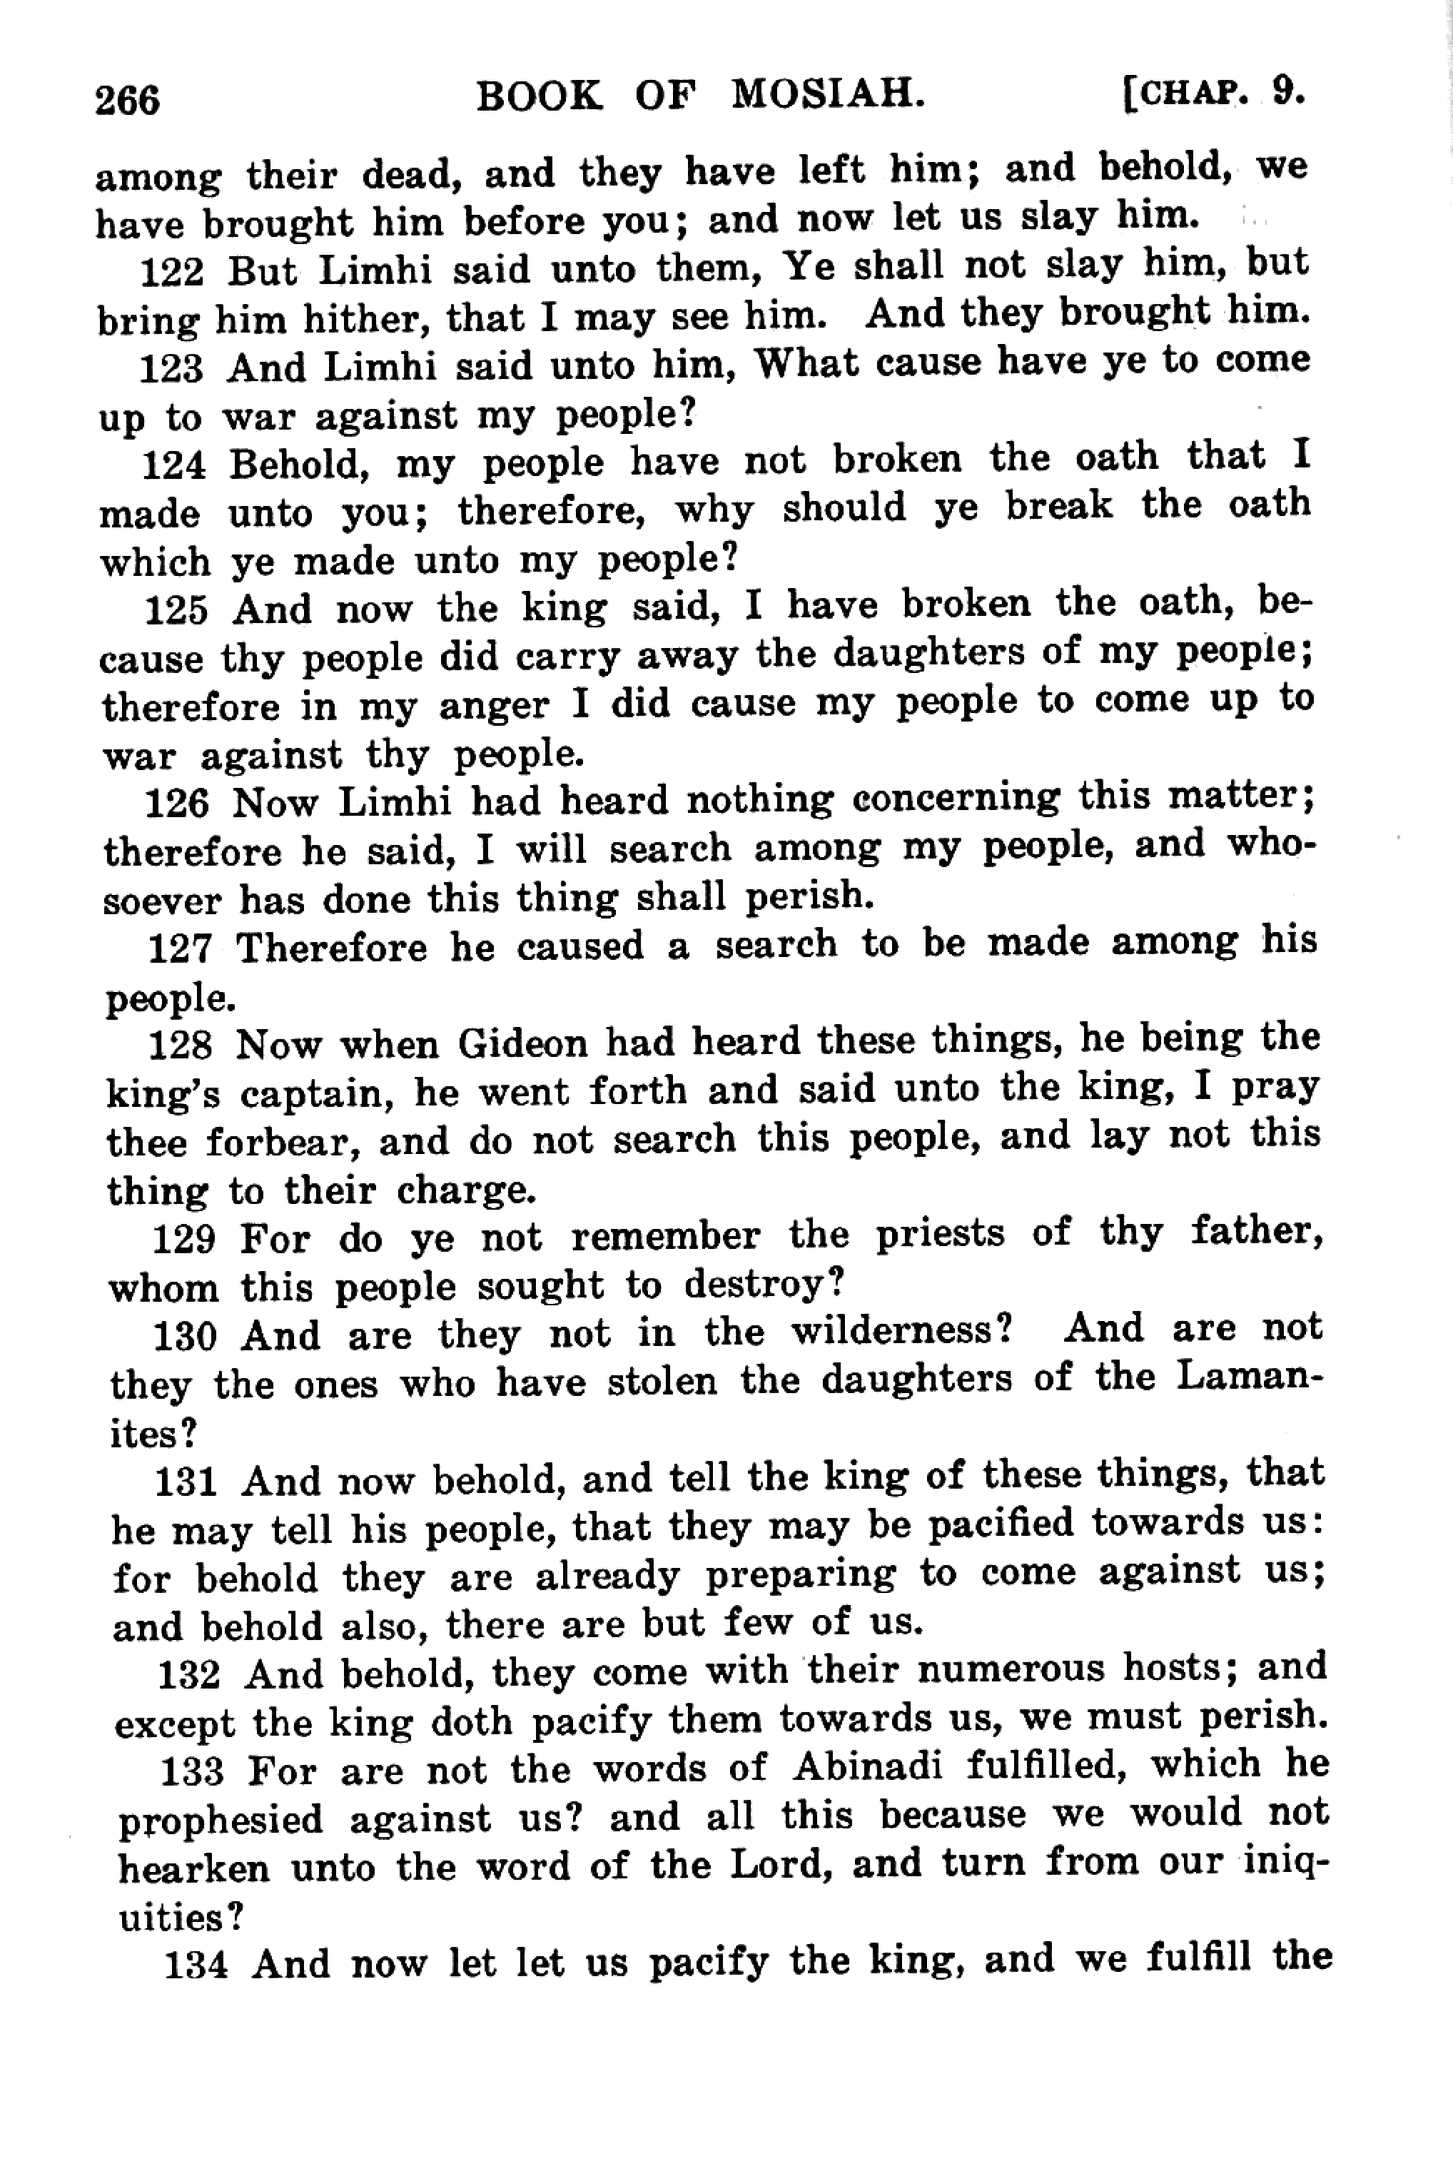 266 BOOK OF MOSIAH. [CHAP. 9.
among their dead, and they have left him; and behold, we
have brought him before you; and now let us slay him.
122 But Limhi said unto them, Ye shall not slay him, but
bring him hither, that I may see him. And they brought him.
123 And Limhi said unto him, What cause have ye to come
up to war against my people?
124 Behold, my people have not broken the oath that I
made unto you; therefore, why should ye break the oath
which ye made unto my people?
125 And now the king said, I have broken the oath, be-
cause thy people did carry away the daughters of my people;
therefore in my anger I did cause my people to come up to
war against thy people.
126 Now Limhi had heard nothing concerning this matter;
therefore he said, I will search among my people, and who-
soever has done this thing shall perish.
127 Therefore he caused a search to be made among his
people.
128 Now when Gideon had heard these things, he being the
king's captain, he went forth and said unto the king, I pray
thee forbear, and do not search this people, and lay not this
thing to their charge.
129 For do ye not remember the priests of thy father,
whom this people sought to destroy?
130 And are they not in the wilderness? And are not
they the ones who have stolen the daughters of the Laman-
ites?
131 And now behold, and tell the king of these things, that
he may tell his people, that they may be pacified towards us:
for behold they are already preparing to come against us;
and behold also, there are but few of us.
132 And behold, they come with their numerous hosts; and
except the king doth pacify them towards us, we must perish.
133 For are not the words of Abinadi fulfilled, which he
prophesied against us? and all this because we would not
hearken unto the word of the Lord, and turn from our iniq-
uities?
134 And now let let us pacify the king, and we fulfill the